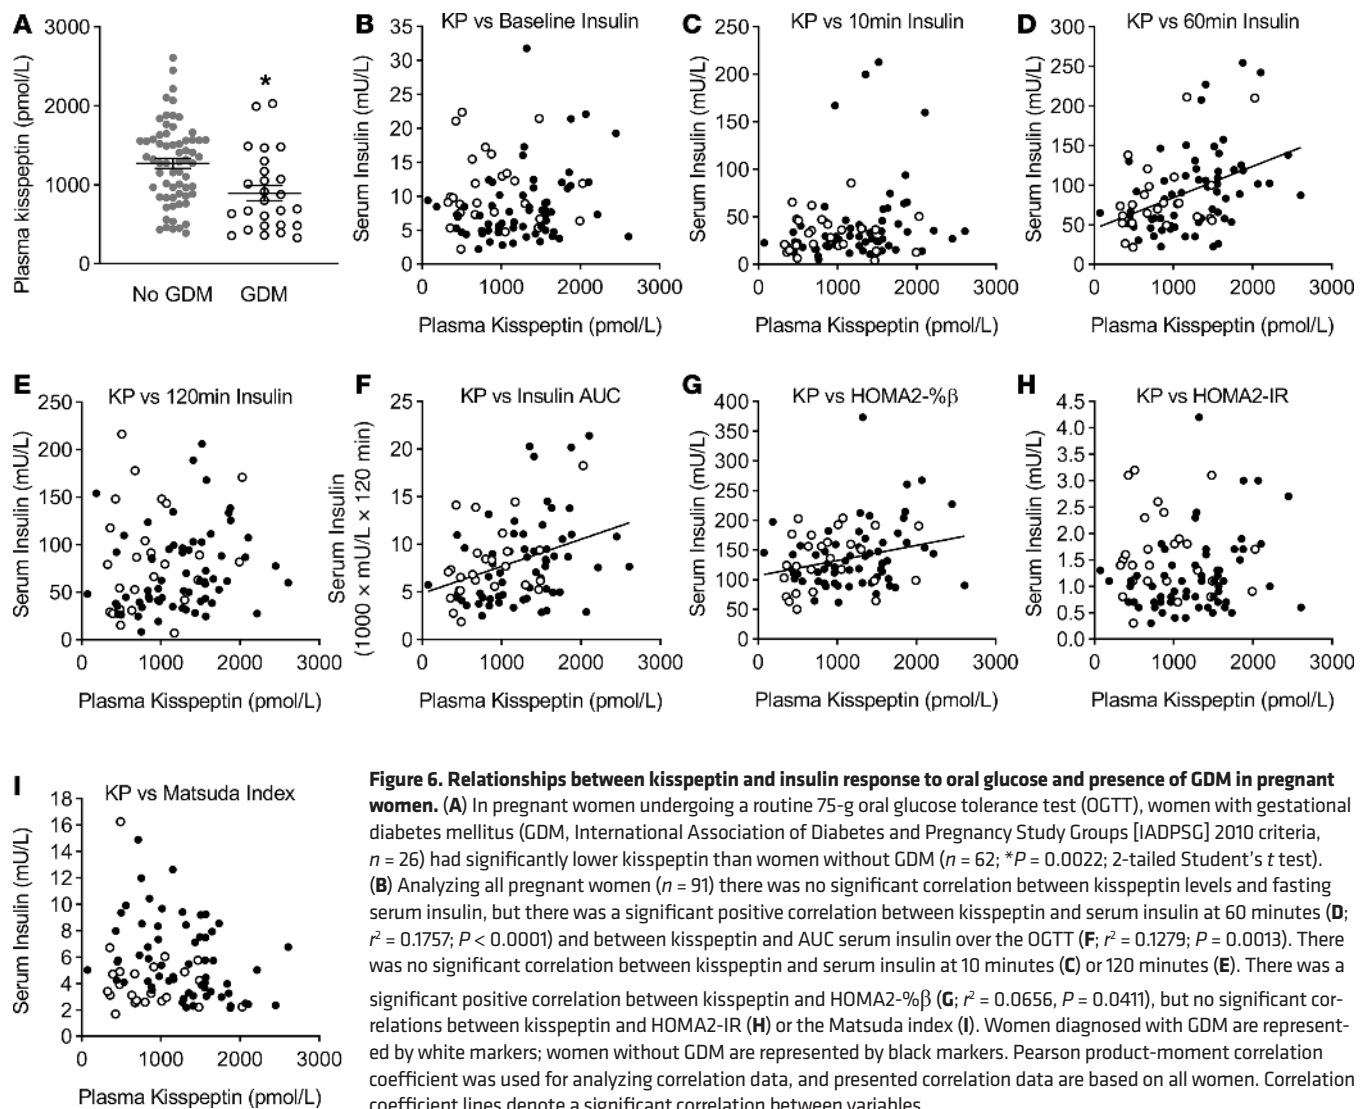 A
3000
2000
1000
0
Plasma kisspeptin (pmol/L)
*
No GDM
GDM
B
KP vs Baseline Insulin
35
30
25
20
15
10
5
0
Serum Insulin (mU/L)
0 1000 2000 3000
Plasma Kisspeptin (pmol/L)
C
KP vs 10min Insulin
250
200
150
100
50
0
Serum Insulin (mU/L)
0 1000 2000 3000
Plasma Kisspeptin (pmol/L)
D
KP vs 60min Insulin
300
250
200
150
100
50
0
Serum Insulin (mU/L)
0 1000 2000 3000
Plasma Kisspeptin (pmol/L)
E
KP vs 120min Insulin
250
200
150
100
50
0
Serum Insulin (mU/L)
0 1000 2000 3000
Plasma Kisspeptin (pmol/L)
F
KP vs Insulin AUC
25
20
15
10
5
0
Serum Insulin
(1000 × mU/L × 120 min)
0 1000 2000 3000
Plasma Kisspeptin (pmol/L)
G
KP vs HOMA2-%β
400
350
300
250
200
150
100
50
0
Serum Insulin (mU/L)
0 1000 2000 3000
Plasma Kisspeptin (pmol/L)
H
KP vs HOMA2-IR
4.5
4.0
3.5
3.0
2.5
2.0
1.5
1.0
0.5
0.0
Serum Insulin (mU/L)
0 1000 2000 3000
Plasma Kisspeptin (pmol/L)
I
KP vs Matsuda Index
18
16
14
12
10
8
6
4
2
0
Serum Insulin (mU/L)
0 1000 2000 3000
Plasma Kisspeptin (pmol/L)
Figure 6. Relationships between kisspeptin and insulin response to oral glucose and presence of GDM in pregnant
women. (A) In pregnant women undergoing a routine 75-g oral glucose tolerance test (OGTT), women with gestational
diabetes mellitus (GDM, International Association of Diabetes and Pregnancy Study Groups [IADPSG] 2010 criteria,
n = 26) had significantly lower kisspeptin than women without GDM (n = 62; *P = 0.0022; 2-tailed Student's t test).
(B) Analyzing all pregnant women (n = 91) there was no significant correlation between kisspeptin levels and fasting
serum insulin, but there was a significant positive correlation between kisspeptin and serum insulin at 60 minutes (D;
r² = 0.1757; P < 0.0001) and between kisspeptin and AUC serum insulin over the OGTT (F; r² = 0.1279; P = 0.0013). There
was no significant correlation between kisspeptin and serum insulin at 10 minutes (C) or 120 minutes (E). There was a
significant positive correlation between kisspeptin and HOMA2-%β (G; r² = 0.0656, P = 0.0411), but no significant cor-
relations between kisspeptin and HOMA2-IR (H) or the Matsuda index (I). Women diagnosed with GDM are represent-
ed by white markers; women without GDM are represented by black markers. Pearson product-moment correlation
coefficient was used for analyzing correlation data, and presented correlation data are based on all women. Correlation
coefficient lines denote a significant correlation between variables.